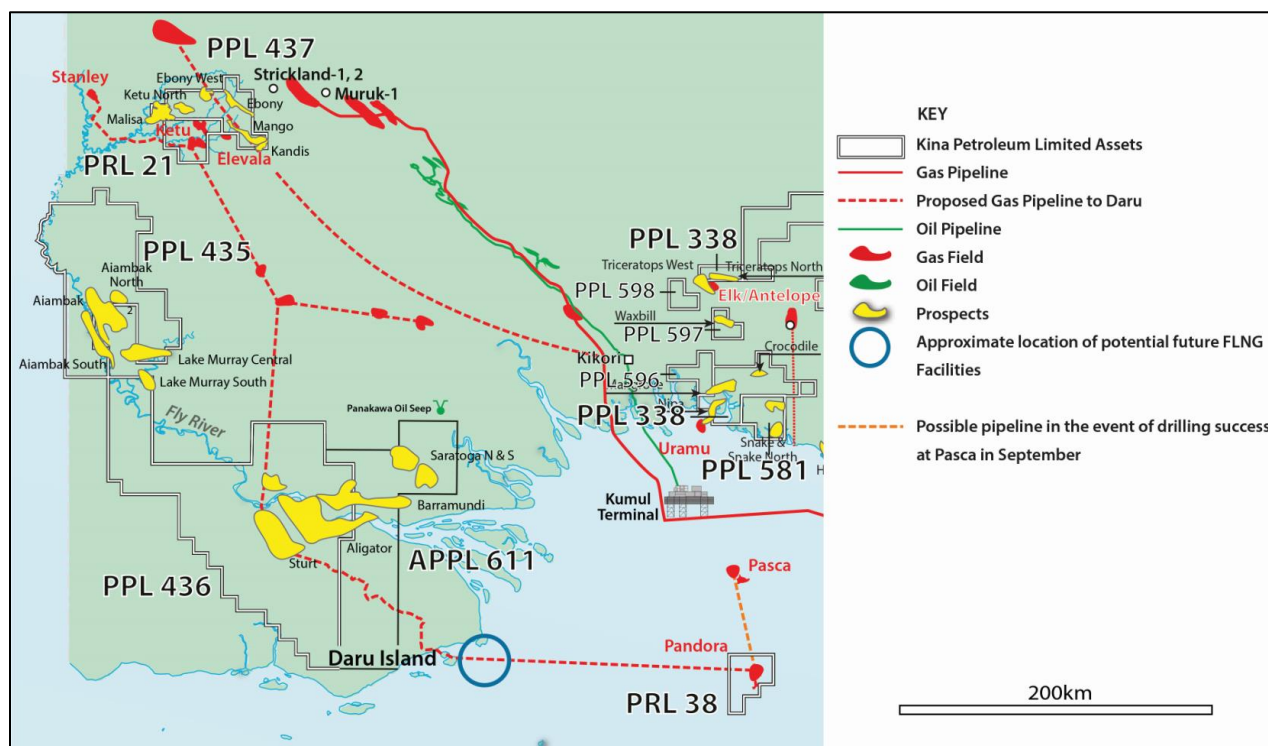 PPL 437
Ebony West
Strickland-1, 2
Stanley
Ketu North
Muruk-1
Ebony
Malisa
Mango
Ketu
Kandis
Elevala
PRL 21
PPL 435
Aiambak
North
Aiambak
2
Lake Murray Central
Aiambak South
Lake Murray South
Fly River
Panakawa Oil Seep
Saratoga N & S
Barramundi
Aligator
Sturt
APPL 611
PPL 436
Daru Island
PPL 338
Triceratops West
Triceratops North
PPL 598
Elk/Antelope
Waxbill
PPL 597
Crocodile
Kikori
PPL 596
PPL 338
Uramu
Snake &
Snake North
PPL 581
H
Kumul
Terminal
Pasca
Pandora
PRL 38
KEY
Kina Petroleum Limited Assets
Gas Pipeline
Proposed Gas Pipeline to Daru
Oil Pipeline
Gas Field
Oil Field
Prospects
Approximate location of potential future FLNG
Facilities
Possible pipeline in the event of drilling success
at Pasca in September
200km